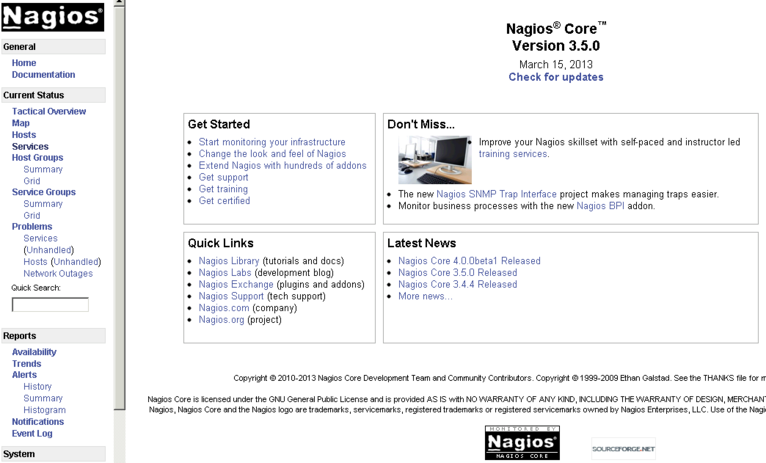 Nagios®
General
Home
Documentation
Current Status
Tactical Overview
Map
Hosts
Services
Host Groups
Summary
Grid
Service Groups
Summary
Grid
Problems
Services
(Unhandled)
Hosts (Unhandled)
Network Outages
Quick Search:
Reports
Availability
Trends
Alerts
History
Summary
Histogram
Notifications
Event Log
System
Nagios® Core™
Version 3.5.0
March 15, 2013
Check for updates
Get Started
Start monitoring your infrastructure
Change the look and feel of Nagios
Extend Nagios with hundreds of addons
Get support
Get training
Get certified
Don't Miss...
Improve your Nagios skillset with self-paced and instructor led
training services.
The new Nagios SNMP Trap Interface project makes managing traps easier.
Monitor business processes with the new Nagios BPI addon.
Quick Links
Nagios Library (tutorials and docs)
Nagios Labs (development blog)
Nagios Exchange (plugins and addons)
Nagios Support (tech support)
Nagios.com (company)
Nagios.org (project)
Latest News
Nagios Core 4.0.0beta1 Released
Nagios Core 3.5.0 Released
Nagios Core 3.4.4 Released
More news...
Copyright © 2010-2013 Nagios Core Development Team and Community Contributors. Copyright © 1999-2009 Ethan Galstad. See the THANKS file for m
Nagios Core is licensed under the GNU General Public License and is provided AS IS with NO WARRANTY OF ANY KIND, INCLUDING THE WARRANTY OF DESIGN, MERCHAN
Nagios, Nagios Core and the Nagios logo are trademarks, servicemarks, registered trademarks or registered servicemarks owned by Nagios Enterprises, LLC. Use of the Nagi
MONITORED BY
Nagios®
NAGIOS CORE
SOURCEFORGE.NET